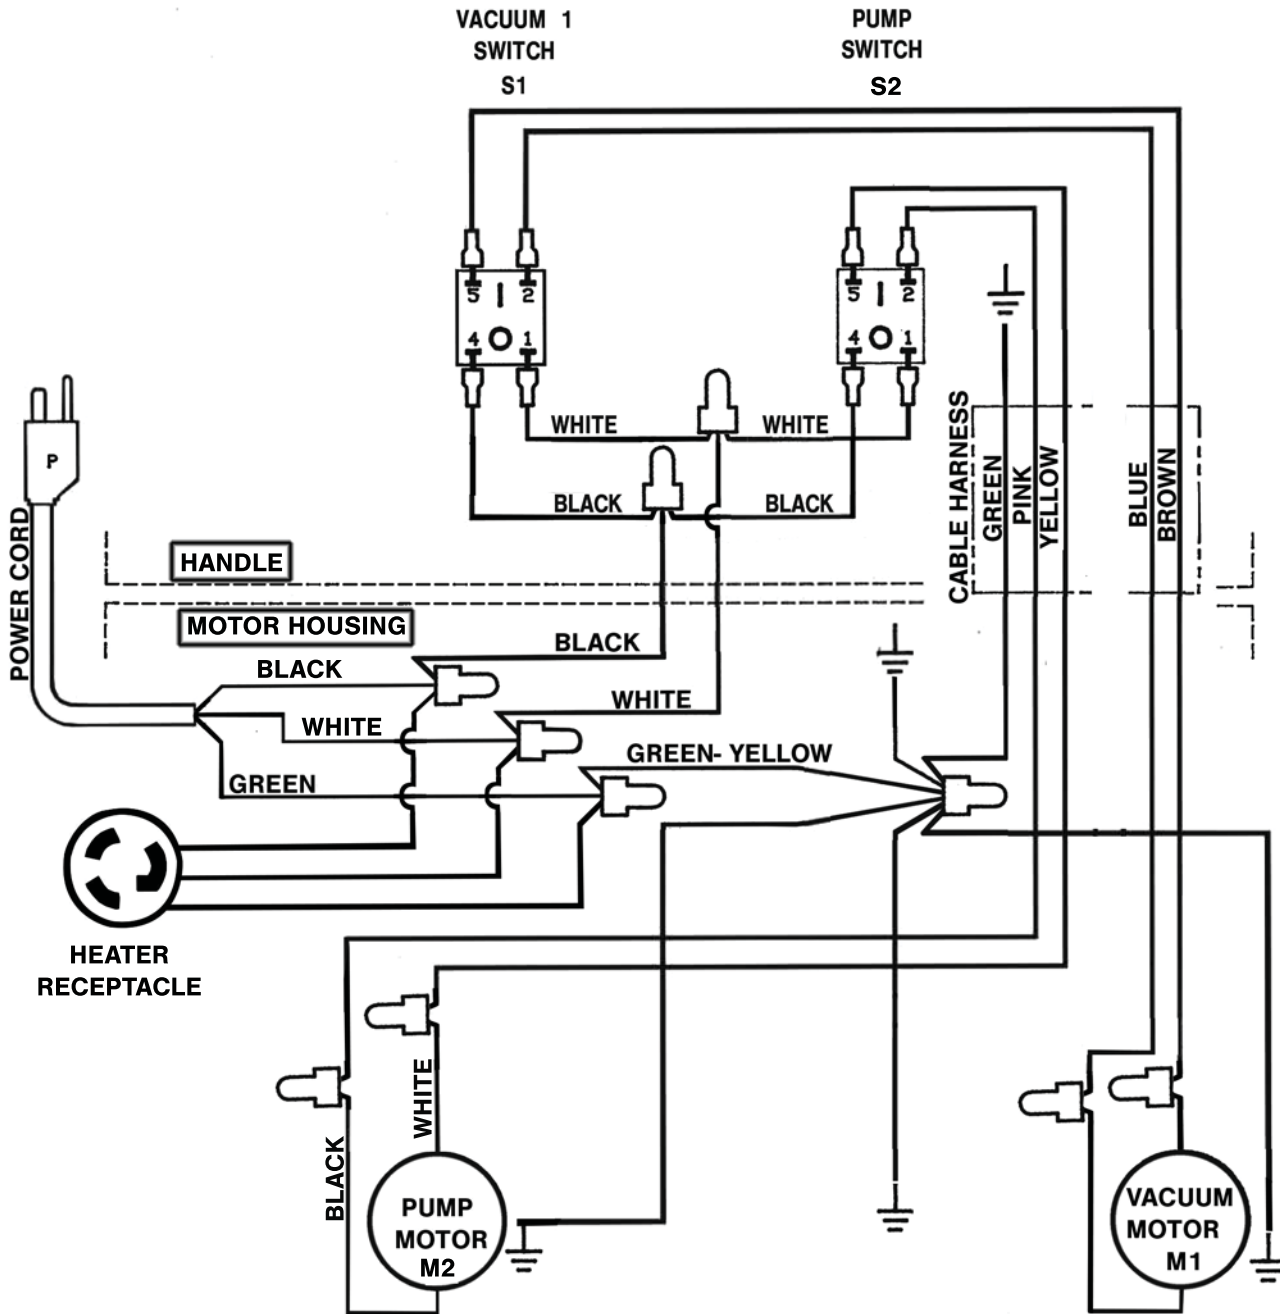 VACUUM 1
SWITCH
S1
PUMP
SWITCH
S2
5 2
4 1
5 2
4 1
P
WHITE
WHITE
BLACK
BLACK
CABLE HARNESS
GREEN
PINK
YELLOW
BLUE
BROWN
POWER CORD
HANDLE
MOTOR HOUSING
BLACK
BLACK
WHITE
WHITE
GREEN- YELLOW
GREEN
HEATER
RECEPTACLE
WHITE
BLACK
PUMP
MOTOR
M2
VACUUM
MOTOR
M1